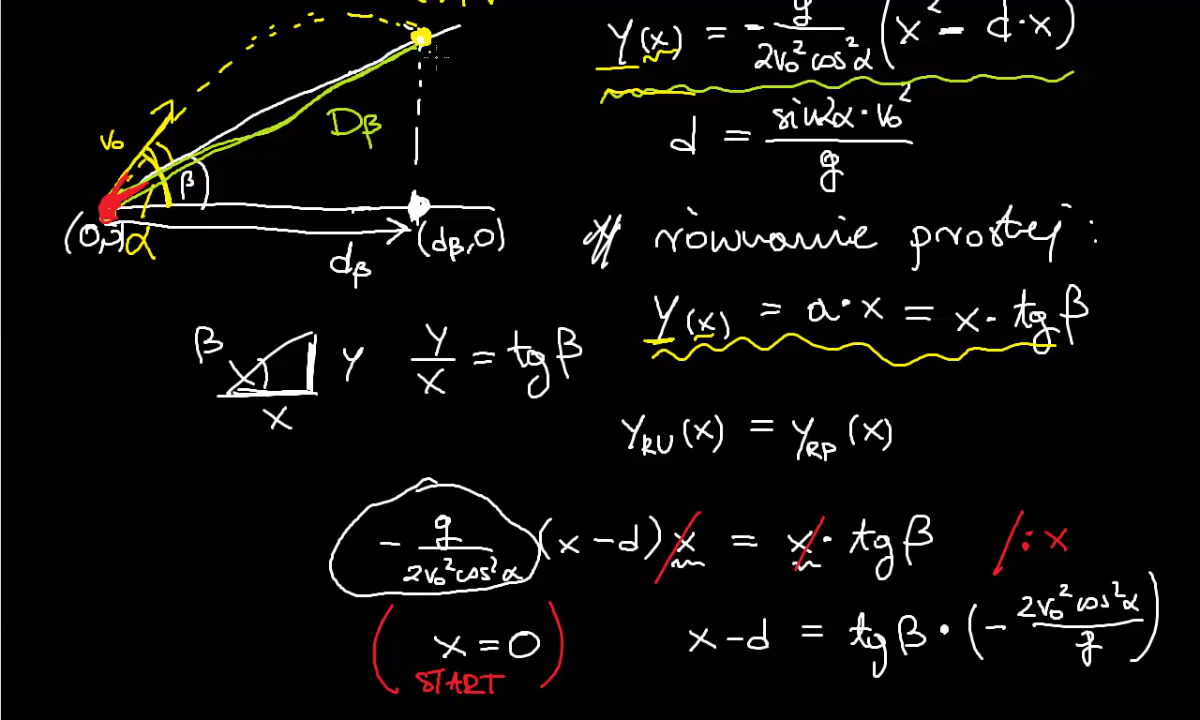 Y(x) = - g/(2v₀²cos²α) (x² - d·x)
d = sin2α·v₀²/g
v₀
Dβ
β
(0,0) α
dβ
(dβ,0)
równanie prostej:
Y(x) = a·x = x·tgβ
β
Y
x
Y/x = tgβ
Y_RU(x) = Y_RP(x)
- g/(2v₀²cos²α) (x-d) x = x·tgβ /:x
(x=0)
START
x-d = tgβ·(- 2v₀²cos²α/g)